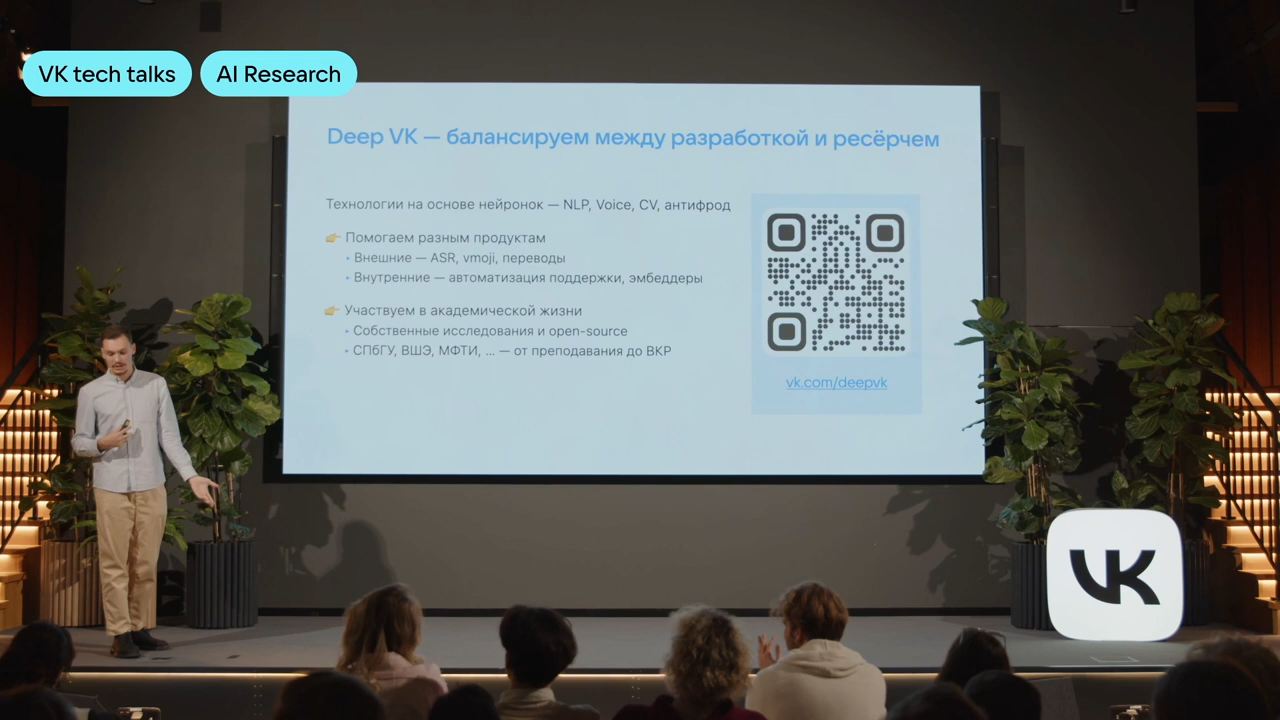 VK tech talks
AI Research
Deep VK — балансируем между разработкой и ресёрчем
Технологии на основе нейронок — NLP, Voice, CV, антифрод
👉 Помогаем разным продуктам
‣ Внешние — ASR, vmoji, переводы
‣ Внутренние — автоматизация поддержки, эмбеддеры
👉 Участвуем в академической жизни
‣ Собственные исследования и open-source
‣ СПбГУ, ВШЭ, МФТИ, ... — от преподавания до ВКР
vk.com/deepvk
VK